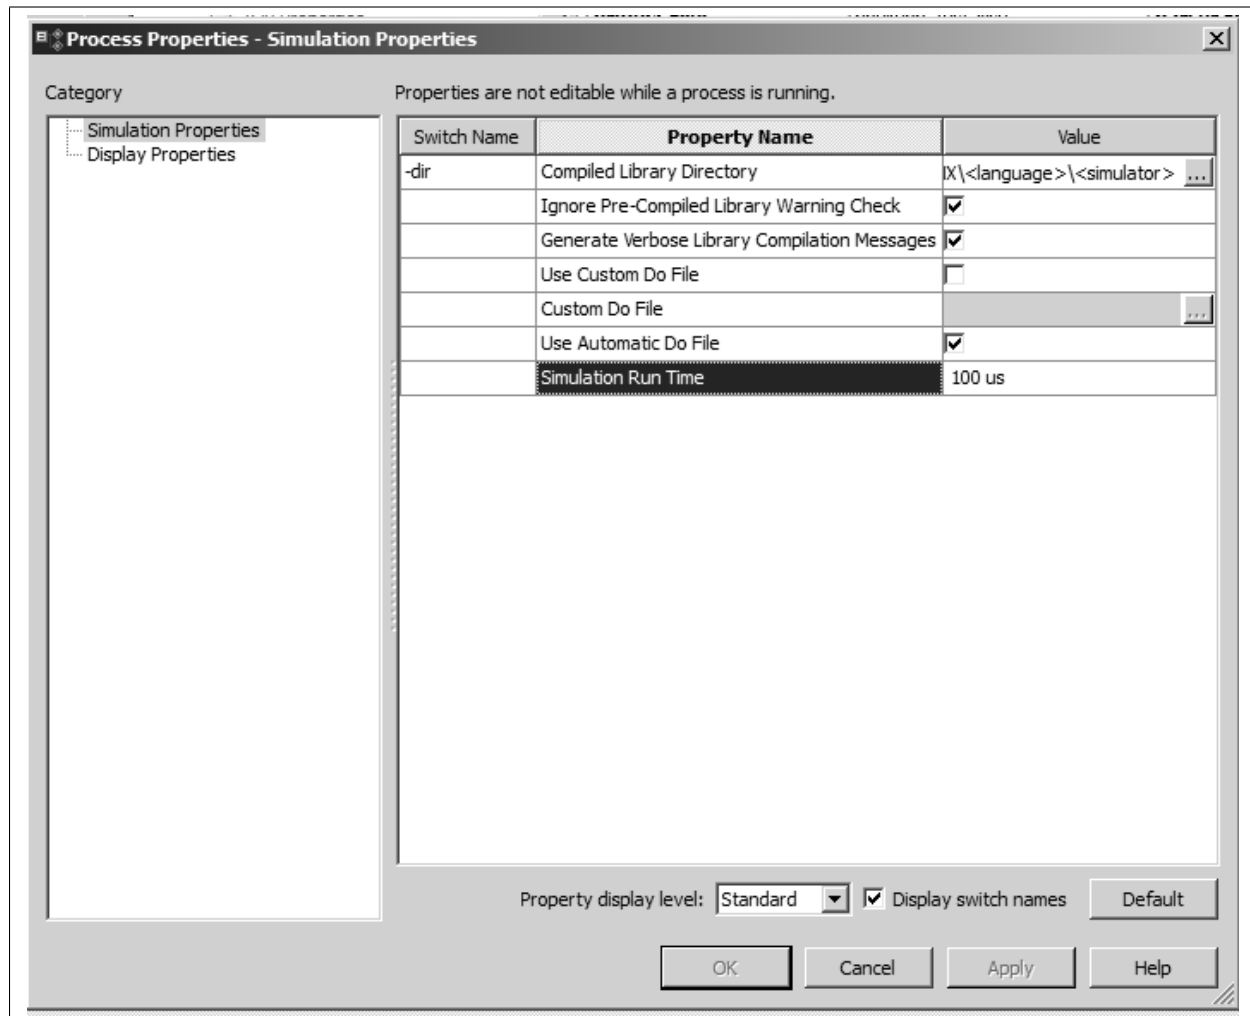 Process Properties - Simulation Properties
Category
Properties are not editable while a process is running.
Simulation Properties
Display Properties
Switch Name Property Name Value
-dir Compiled Library Directory IX\<language>\<simulator> ...
Ignore Pre-Compiled Library Warning Check
Generate Verbose Library Compilation Messages
Use Custom Do File
Custom Do File ...
Use Automatic Do File
Simulation Run Time 100 us
Property display level: Standard Display switch names Default
OK Cancel Apply Help